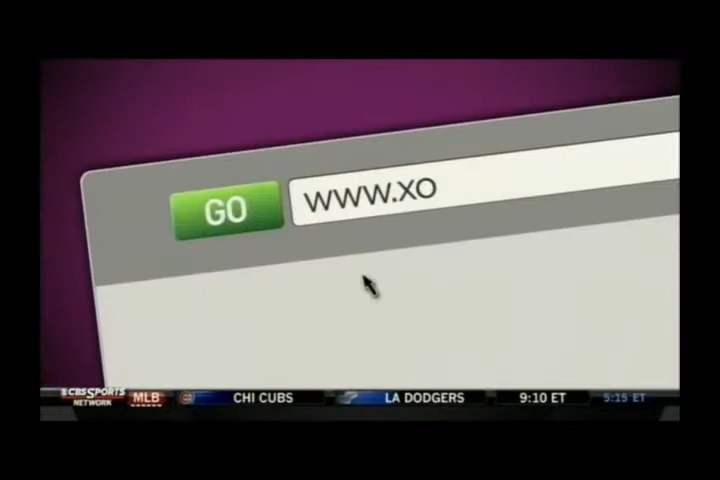 GO WWW.XO
CBS SPORTS NETWORK MLB CHI CUBS LA DODGERS 9:10 ET 5:15 ET